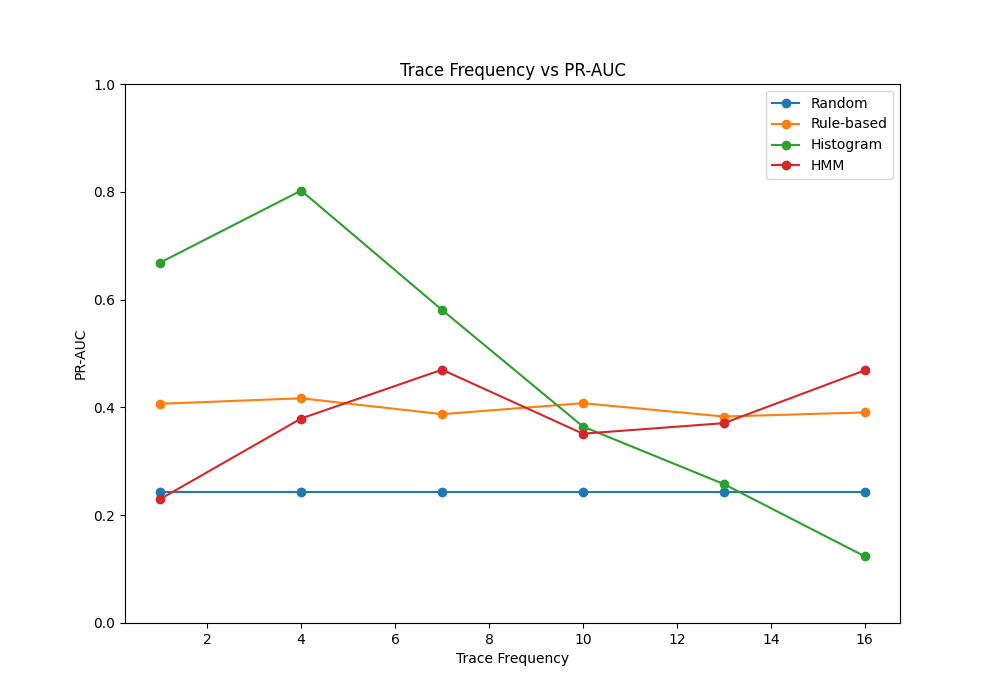 Trace Frequency vs PR-AUC
Random
Rule-based
Histogram
HMM
PR-AUC
1.0
0.8
0.6
0.4
0.2
0.0
2
4
6
8
10
12
14
16
Trace Frequency